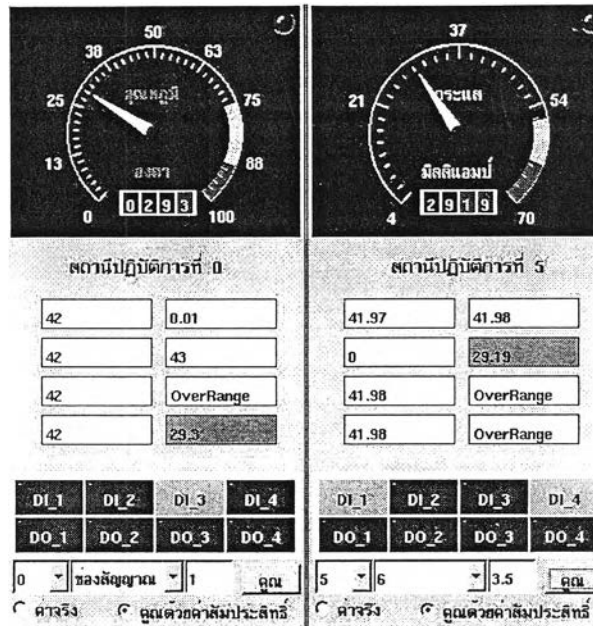 50
38
63
25
อุณหภูมิ
75
13
88
องศา
0
0293
100
37
21
กระแส
54
มิลลิแอมป์
4
2919
70
สถานีปฏิบัติการที่ 0
42 0.01
42 43
42 OverRange
42 29.3
DI_1 DI_2 DI_3 DI_4
DO_1 DO_2 DO_3 DO_4
0 ช่องสัญญาณ 1 คูณ
ค่าจริง คูณด้วยค่าสัมประสิทธิ์
สถานีปฏิบัติการที่ 5
41.97 41.98
0 29.19
41.98 OverRange
41.98 OverRange
DI_1 DI_2 DI_3 DI_4
DO_1 DO_2 DO_3 DO_4
5 6 3.5 คูณ
ค่าจริง คูณด้วยค่าสัมประสิทธิ์